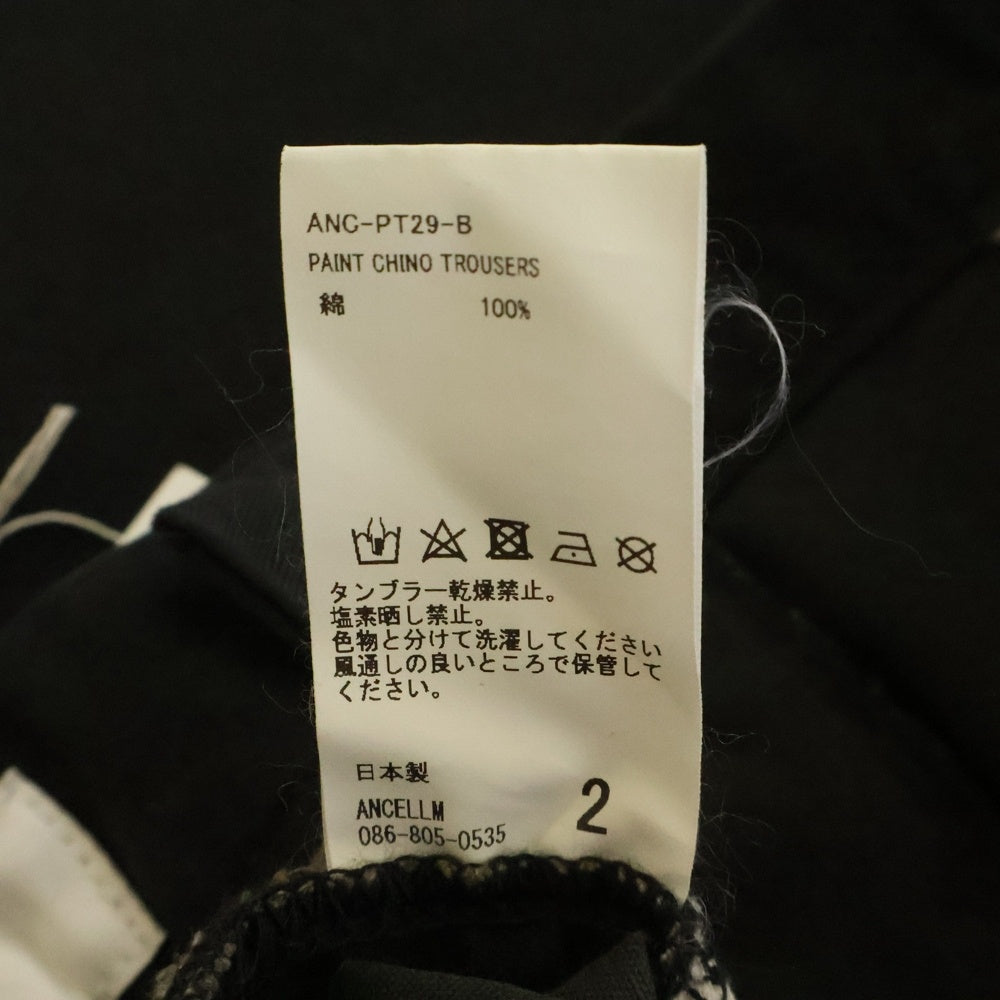 ANC-PT29-B
PAINT CHINO TROUSERS
綿 100%
タンブラー乾燥禁止。
塩素晒し禁止。
色物と分けて洗濯してください
風通しの良いところで保管して
ください。
日本製
ANCELLM
086-805-0535
2